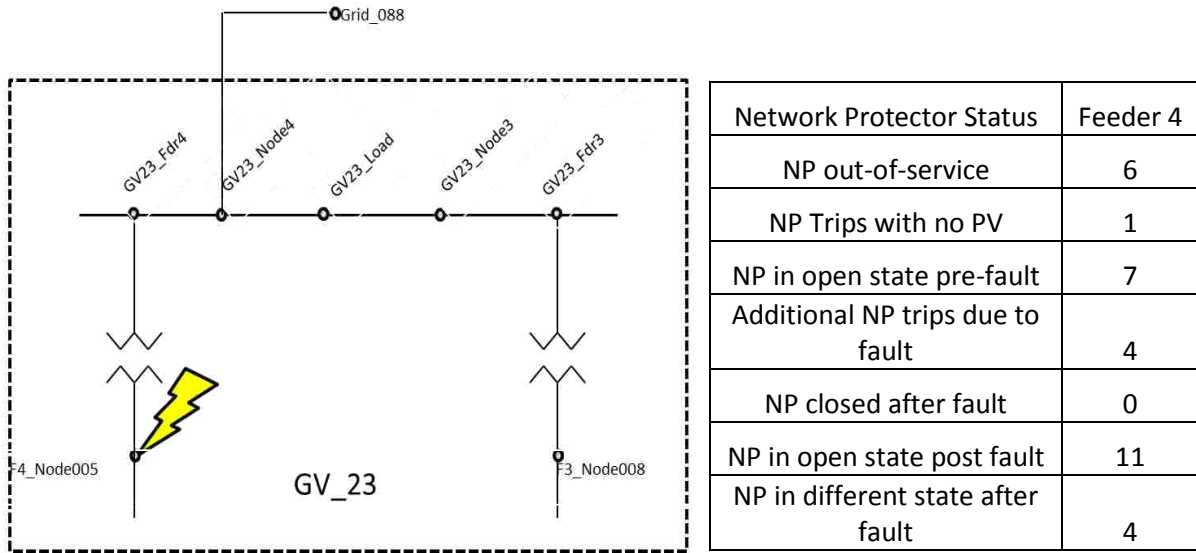 Grid_088
GV23_Fdr4
GV23_Node4
GV23_Load
GV23_Node3
GV23_Fdr3
F4_Node005
F3_Node008
GV_23
Network Protector Status Feeder 4
NP out-of-service 6
NP Trips with no PV 1
NP in open state pre-fault 7
Additional NP trips due to
fault 4
NP closed after fault 0
NP in open state post fault 11
NP in different state after
fault 4